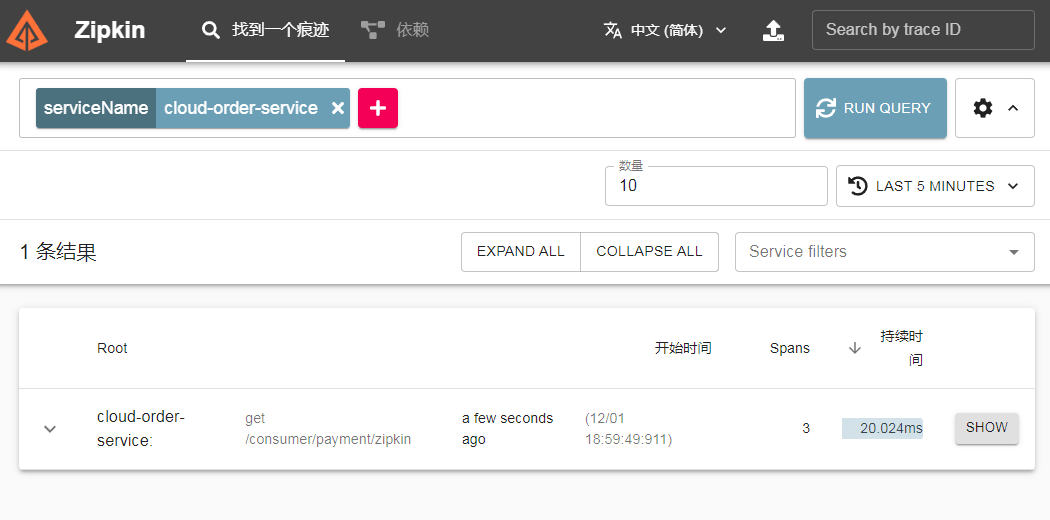 Zipkin 找到一个痕迹 依赖 中文 (简体) Search by trace ID
serviceName cloud-order-service RUN QUERY
数量
10 LAST 5 MINUTES
1 条结果 EXPAND ALL COLLAPSE ALL Service filters
Root 开始时间 Spans 持续时
间
cloud-order- get a few seconds (12/01
service: /consumer/payment/zipkin ago 18:59:49:911) 3 20.024ms SHOW